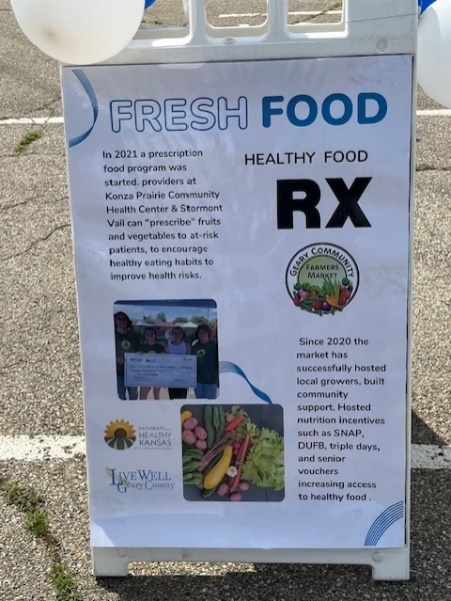 FRESH FOOD
In 2021 a prescription
food program was
started. providers at
Konza Prairie Community
Health Center & Stormont
Vail can "prescribe" fruits
and vegetables to at-risk
patients, to encourage
healthy eating habits to
improve health risks.
HEALTHY FOOD
RX
GEARY COMMUNITY
FARMERS
MARKET
Since 2020 the
market has
successfully hosted
local growers, built
community
support. Hosted
nutrition incentives
such as SNAP,
DUFB, triple days,
and senior
vouchers
increasing access
to healthy food .
HEALTHY
KANSAS
LIVE WELL
Geary County